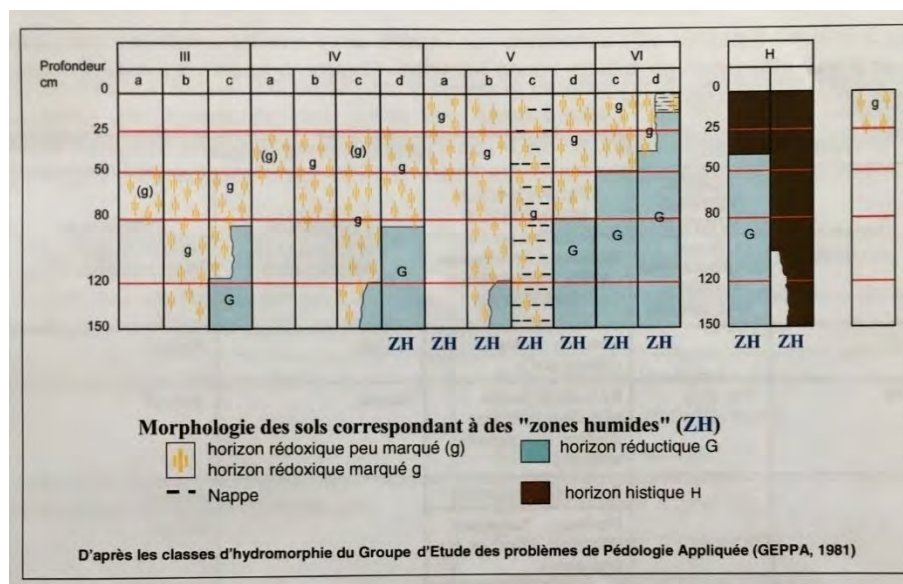 Profondeur
cm
III IV V VI H
a b c a b c d a b c d c d
0
25
50
80
120
150
0
25
50
80
120
150
(g) g g G
(g) g (g) g g G
g g g g G
g G g G
G
g
ZH ZH ZH ZH ZH ZH ZH
Morphologie des sols correspondant à des "zones humides" (ZH)
horizon rédoxique peu marqué (g)
horizon rédoxique marqué g
horizon réductique G
Nappe
horizon histique H
D'après les classes d'hydromorphie du Groupe d'Etude des problèmes de Pédologie Appliquée (GEPPA, 1981)